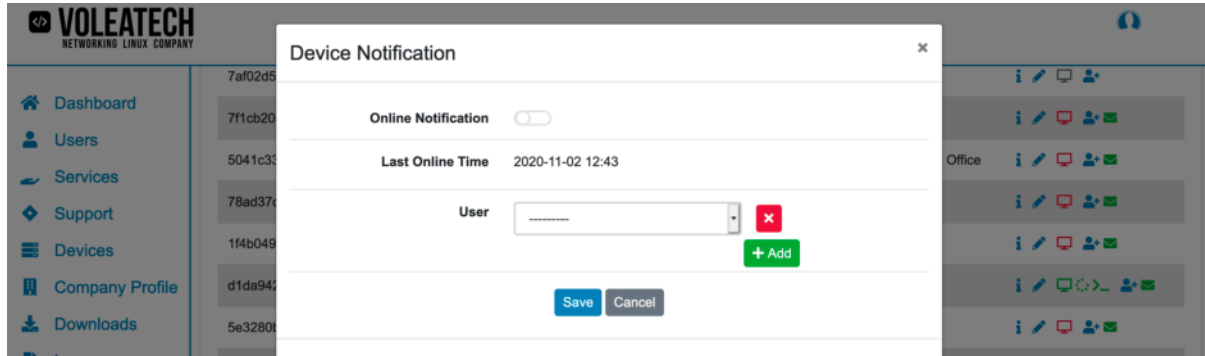 VOLEATECH
NETWORKING LINUX COMPANY
Dashboard
Users
Services
Support
Devices
Company Profile
Downloads
7af02d5
7f1cb20
5041c33
78ad37c
1f4b049
d1da942
5e3280b
Office
Device Notification
×
Online Notification
Last Online Time 2020-11-02 12:43
User ---------
+ Add
Save Cancel